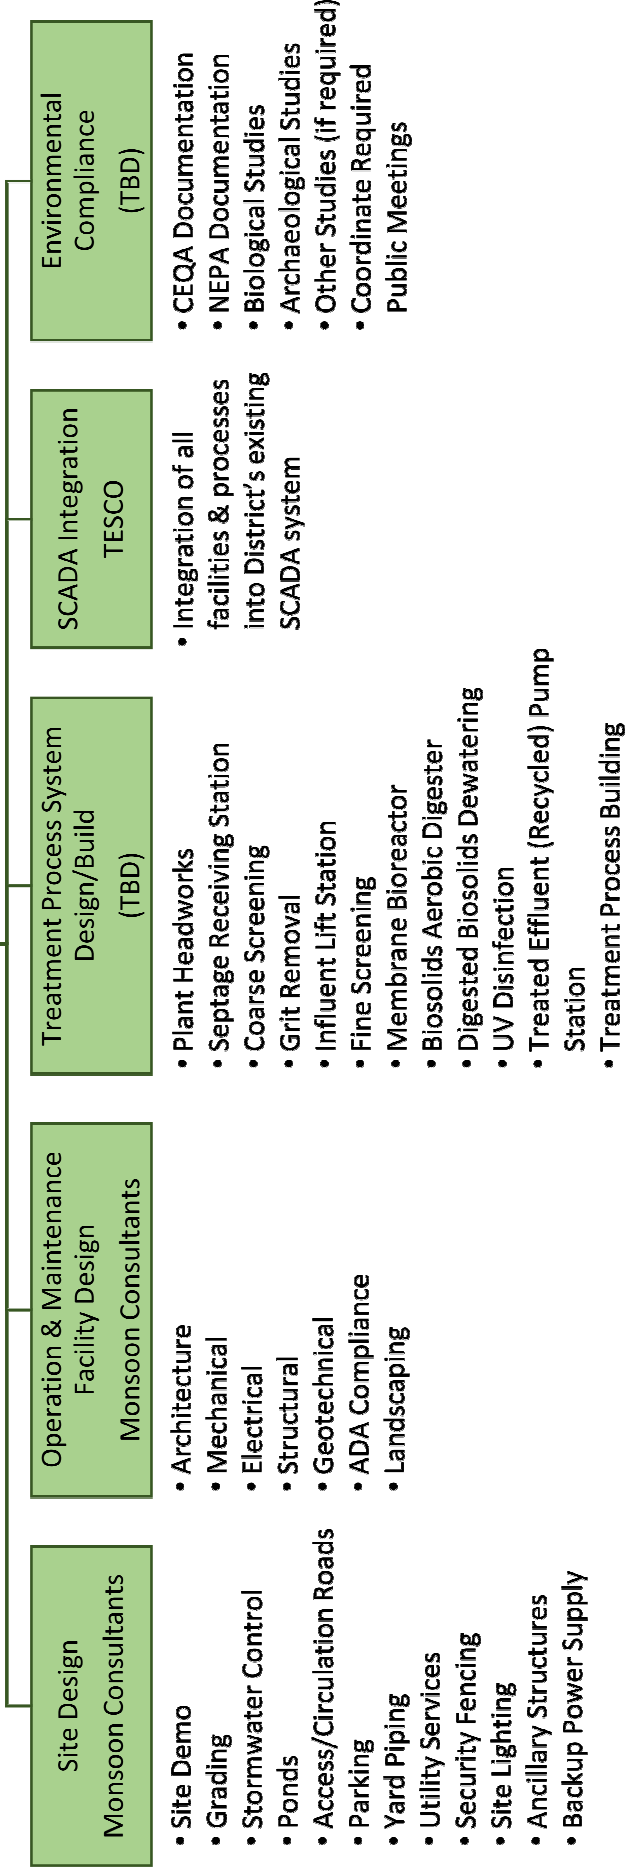 Site Design
Monsoon Consultants
• Site Demo
• Grading
• Stormwater Control
• Ponds
• Access/Circulation Roads
• Parking
• Yard Piping
• Utility Services
• Security Fencing
• Site Lighting
• Ancillary Structures
• Backup Power Supply
Operation & Maintenance
Facility Design
Monsoon Consultants
• Architecture
• Mechanical
• Electrical
• Structural
• Geotechnical
• ADA Compliance
• Landscaping
Treatment Process System
Design/Build
(TBD)
• Plant Headworks
• Septage Receiving Station
• Coarse Screening
• Grit Removal
• Influent Lift Station
• Fine Screening
• Membrane Bioreactor
• Biosolids Aerobic Digester
• Digested Biosolids Dewatering
• UV Disinfection
• Treated Effluent (Recycled) Pump
Station
• Treatment Process Building
SCADA Integration
TESCO
• Integration of all
facilities & processes
into District's existing
SCADA system
Environmental
Compliance
(TBD)
• CEQA Documentation
• NEPA Documentation
• Biological Studies
• Archaeological Studies
• Other Studies (if required)
• Coordinate Required
Public Meetings